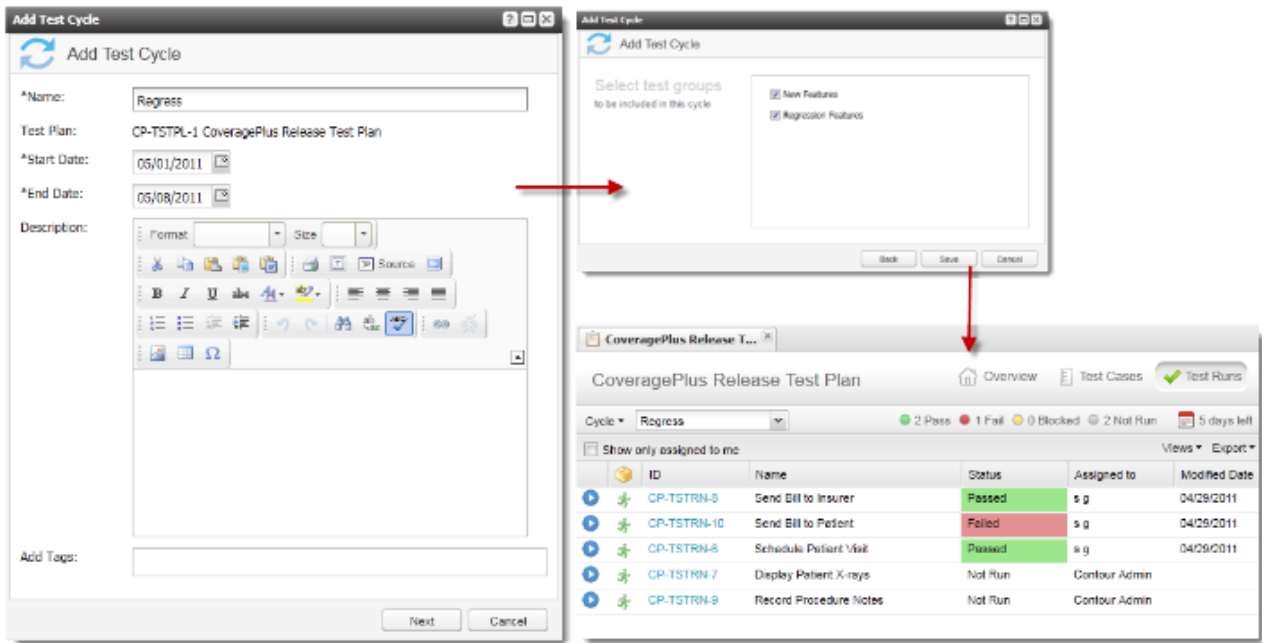 Add Test Cycle
Add Test Cycle
*Name:
Regress
Test Plan:
CP-TSTPL-1 CoveragePlus Release Test Plan
*Start Date:
05/01/2011
*End Date:
05/08/2011
Description:
Format
Size
Source
B I U abc
Add Tags:
Next
Cancel
Add Test Cycle
Add Test Cycle
Select test groups
to be included in this cycle
New Features
Regression Features
Back
Save
Cancel
CoveragePlus Release T...
CoveragePlus Release Test Plan
Overview
Test Cases
Test Runs
Cycle
Regress
2 Pass 1 Fail 0 Blocked 2 Not Run
5 days left
Show only assigned to me
Views Export
ID Name Status Assigned to Modified Date
CP-TSTRN-8 Send Bill to Insurer Passed s g 04/29/2011
CP-TSTRN-10 Send Bill to Patient Failed s g 04/29/2011
CP-TSTRN-6 Schedule Patient Visit Passed s g 04/29/2011
CP-TSTRN-7 Display Patient X-rays Not Run Contour Admin
CP-TSTRN-9 Record Procedure Notes Not Run Contour Admin